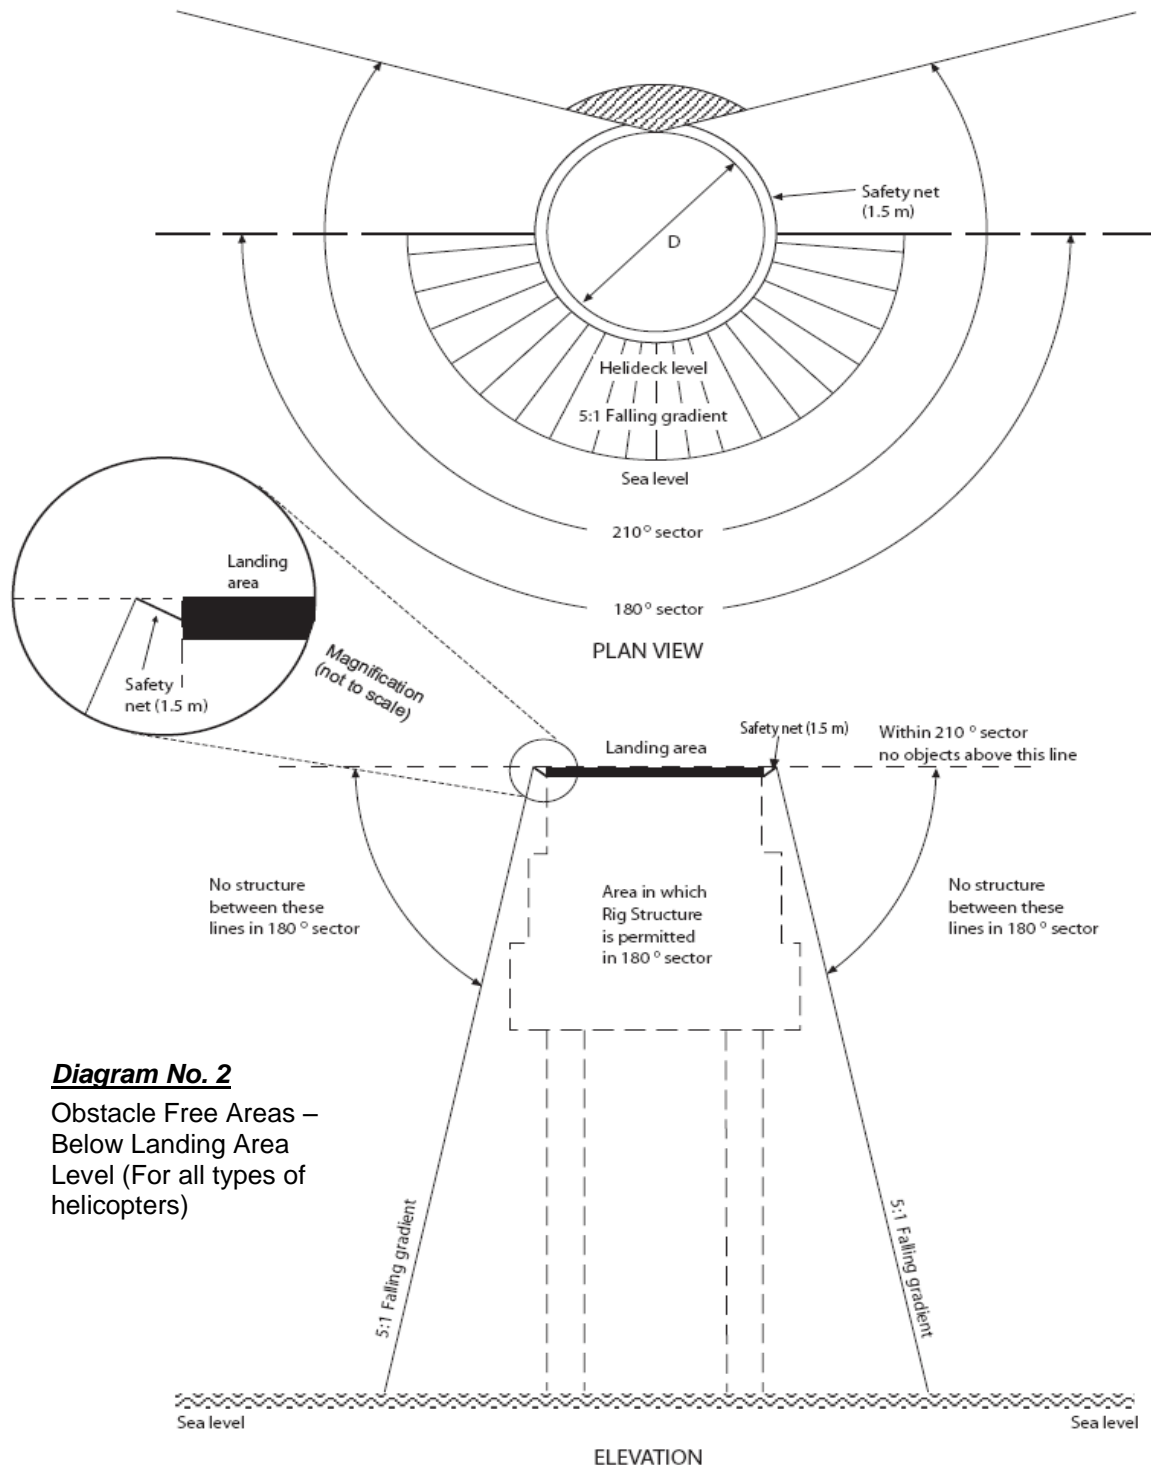 Safety net
(1.5 m)
D
Helideck level
5:1 Falling gradient
Sea level
210° sector
180° sector
PLAN VIEW
Landing
area
Safety
net (1.5 m)
Magnification
(not to scale)
Landing area
Safety net (1.5 m)
Within 210 ° sector
no objects above this line
No structure
between these
lines in 180 ° sector
Area in which
Rig Structure
is permitted
in 180 ° sector
No structure
between these
lines in 180 ° sector
Diagram No. 2
Obstacle Free Areas –
Below Landing Area
Level (For all types of
helicopters)
5:1 Falling gradient
5:1 Falling gradient
Sea level
Sea level
ELEVATION